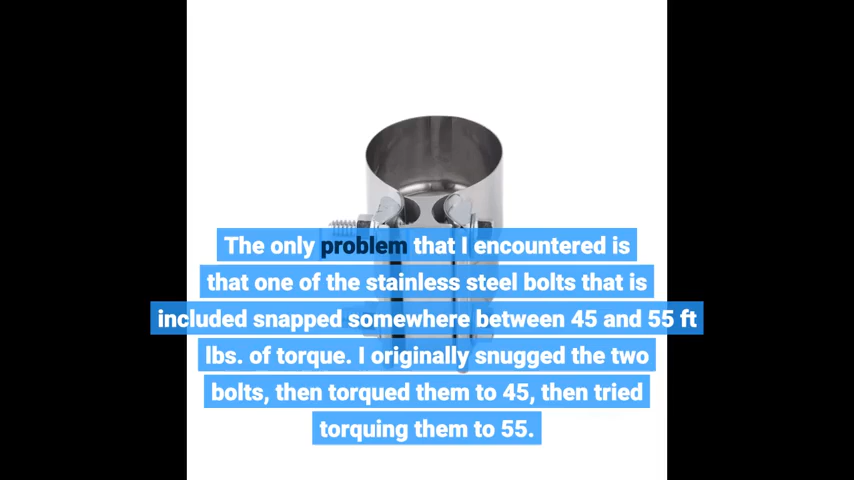 The only problem that I encountered is
that one of the stainless steel bolts that is
included snapped somewhere between 45 and 55 ft
lbs. of torque. I originally snugged the two
bolts, then torqued them to 45, then tried
torquing them to 55.